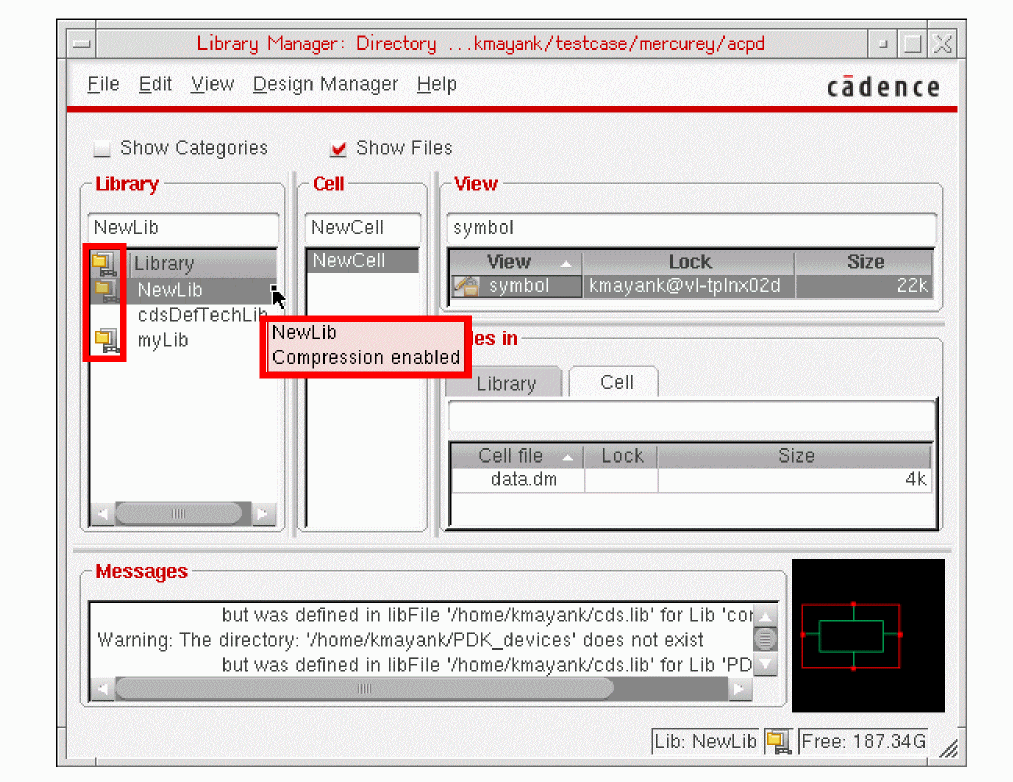 Library Manager: Directory ...kmayank/testcase/mercurey/acpd
File Edit View Design Manager Help
cādence
Show Categories Show Files
Library Cell View
NewLib NewCell symbol
Library NewCell View Lock Size
NewLib symbol kmayank@vl-tplnx02d 22k
cdsDefTechLib
myLib
NewLib
Compression enabled
es in
Library Cell
Cell file Lock Size
data.dm 4k
Messages
but was defined in libFile '/home/kmayank/cds.lib' for Lib 'cor
Warning: The directory: '/home/kmayank/PDK_devices' does not exist
but was defined in libFile '/home/kmayank/cds.lib' for Lib 'PD
Lib: NewLib Free: 187.34G